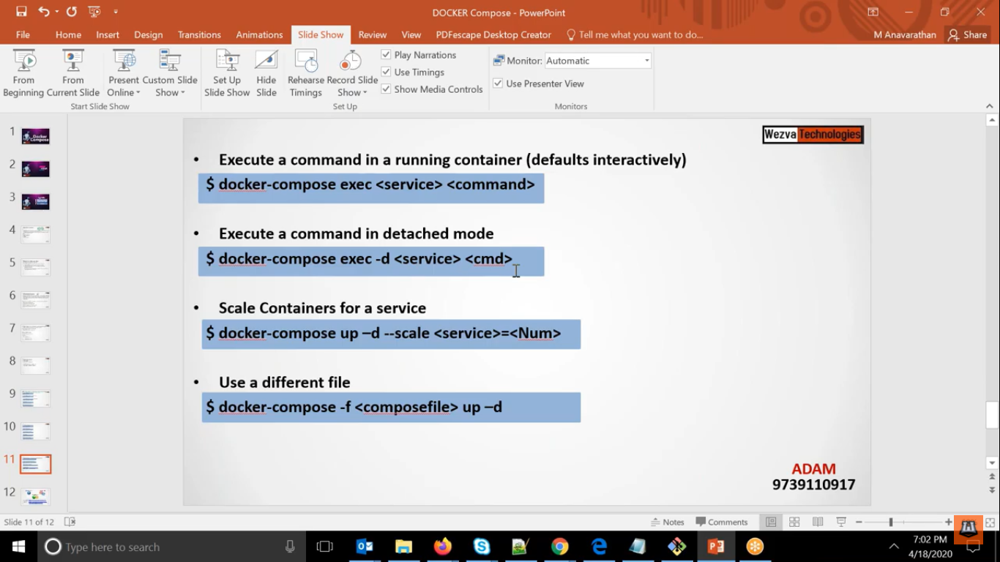 DOCKER Compose - PowerPoint
File Home Insert Design Transitions Animations Slide Show Review View PDFescape Desktop Creator Tell me what you want to do... M Anavarathan Share
From Beginning
From Current Slide
Present Online
Custom Slide Show
Set Up Slide Show
Hide Slide
Rehearse Timings
Record Slide Show
Play Narrations
Use Timings
Show Media Controls
Monitor: Automatic
Use Presenter View
Start Slide Show
Set Up
Monitors
1
2
3
4
5
6
7
8
9
10
11
12
Docker
Compose
Wezva Technologies
• Execute a command in a running container (defaults interactively)
$ docker-compose exec <service> <command>
• Execute a command in detached mode
$ docker-compose exec -d <service> <cmd>
• Scale Containers for a service
$ docker-compose up –d --scale <service>=<Num>
• Use a different file
$ docker-compose -f <composefile> up –d
ADAM
9739110917
Slide 11 of 12
Notes
Comments
Type here to search
7:02 PM
4/18/2020